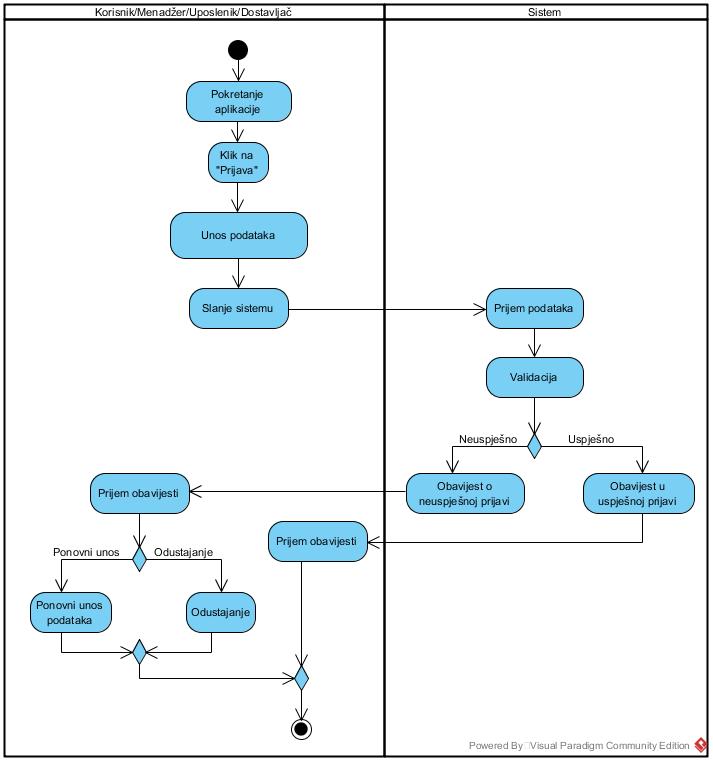 Korisnik/Menadžer/Uposlenik/Dostavljač
Sistem
Pokretanje
aplikacije
Klik na
"Prijava"
Unos podataka
Slanje sistemu
Prijem podataka
Validacija
Neuspješno
Uspješno
Prijem obavijesti
Obavijest o
neuspješnoj prijavi
Obavijest u
uspješnoj prijavi
Prijem obavijesti
Ponovni unos
Odustajanje
Ponovni unos
podataka
Odustajanje
Powered By Visual Paradigm Community Edition